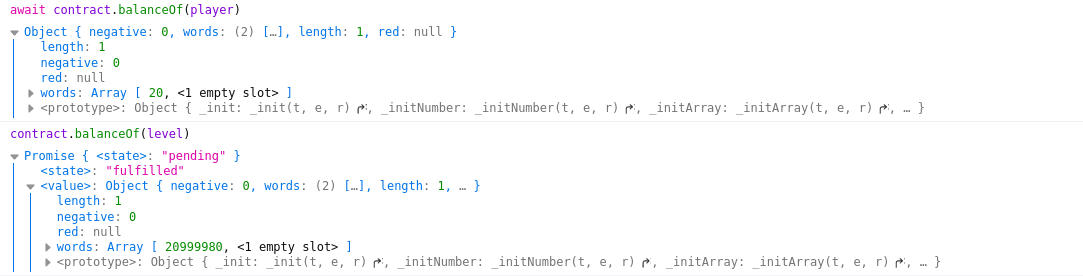 await contract.balanceOf(player)
Object { negative: 0, words: (2) […], length: 1, red: null }
length: 1
negative: 0
red: null
words: Array [ 20, <1 empty slot> ]
<prototype>: Object { _init: _init(t, e, r), _initNumber: _initNumber(t, e, r), _initArray: _initArray(t, e, r), … }
contract.balanceOf(level)
Promise { <state>: "pending" }
<state>: "fulfilled"
<value>: Object { negative: 0, words: (2) […], length: 1, … }
length: 1
negative: 0
red: null
words: Array [ 20999980, <1 empty slot> ]
<prototype>: Object { _init: _init(t, e, r), _initNumber: _initNumber(t, e, r), _initArray: _initArray(t, e, r), … }